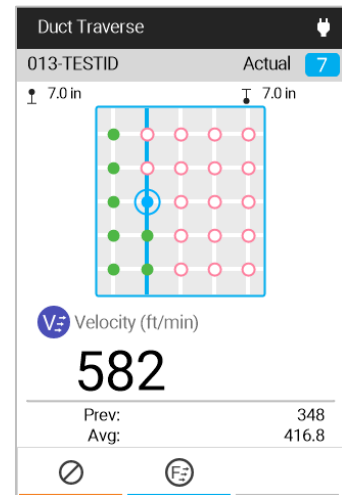 Duct Traverse
013-TESTID Actual 7
7.0 in 7.0 in
V Velocity (ft/min)
582
Prev: 348
Avg: 416.8
F